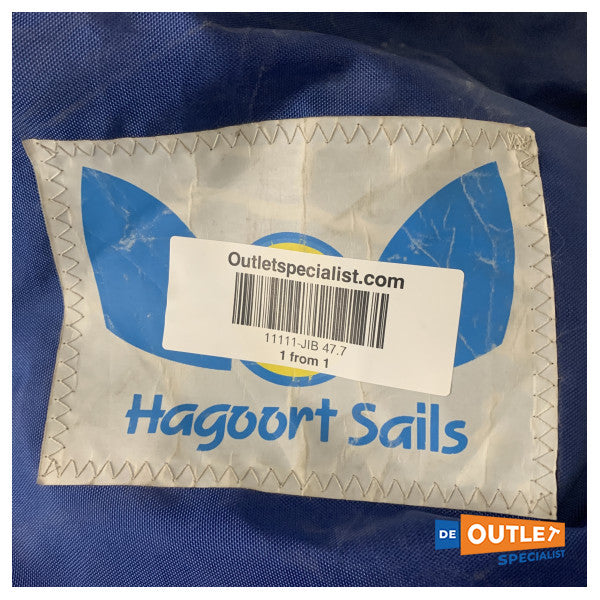 Outletspecialist.com
11111-JIB 47.7
1 from 1
Hagoort Sails
DE OUTLET
SPECIALIST